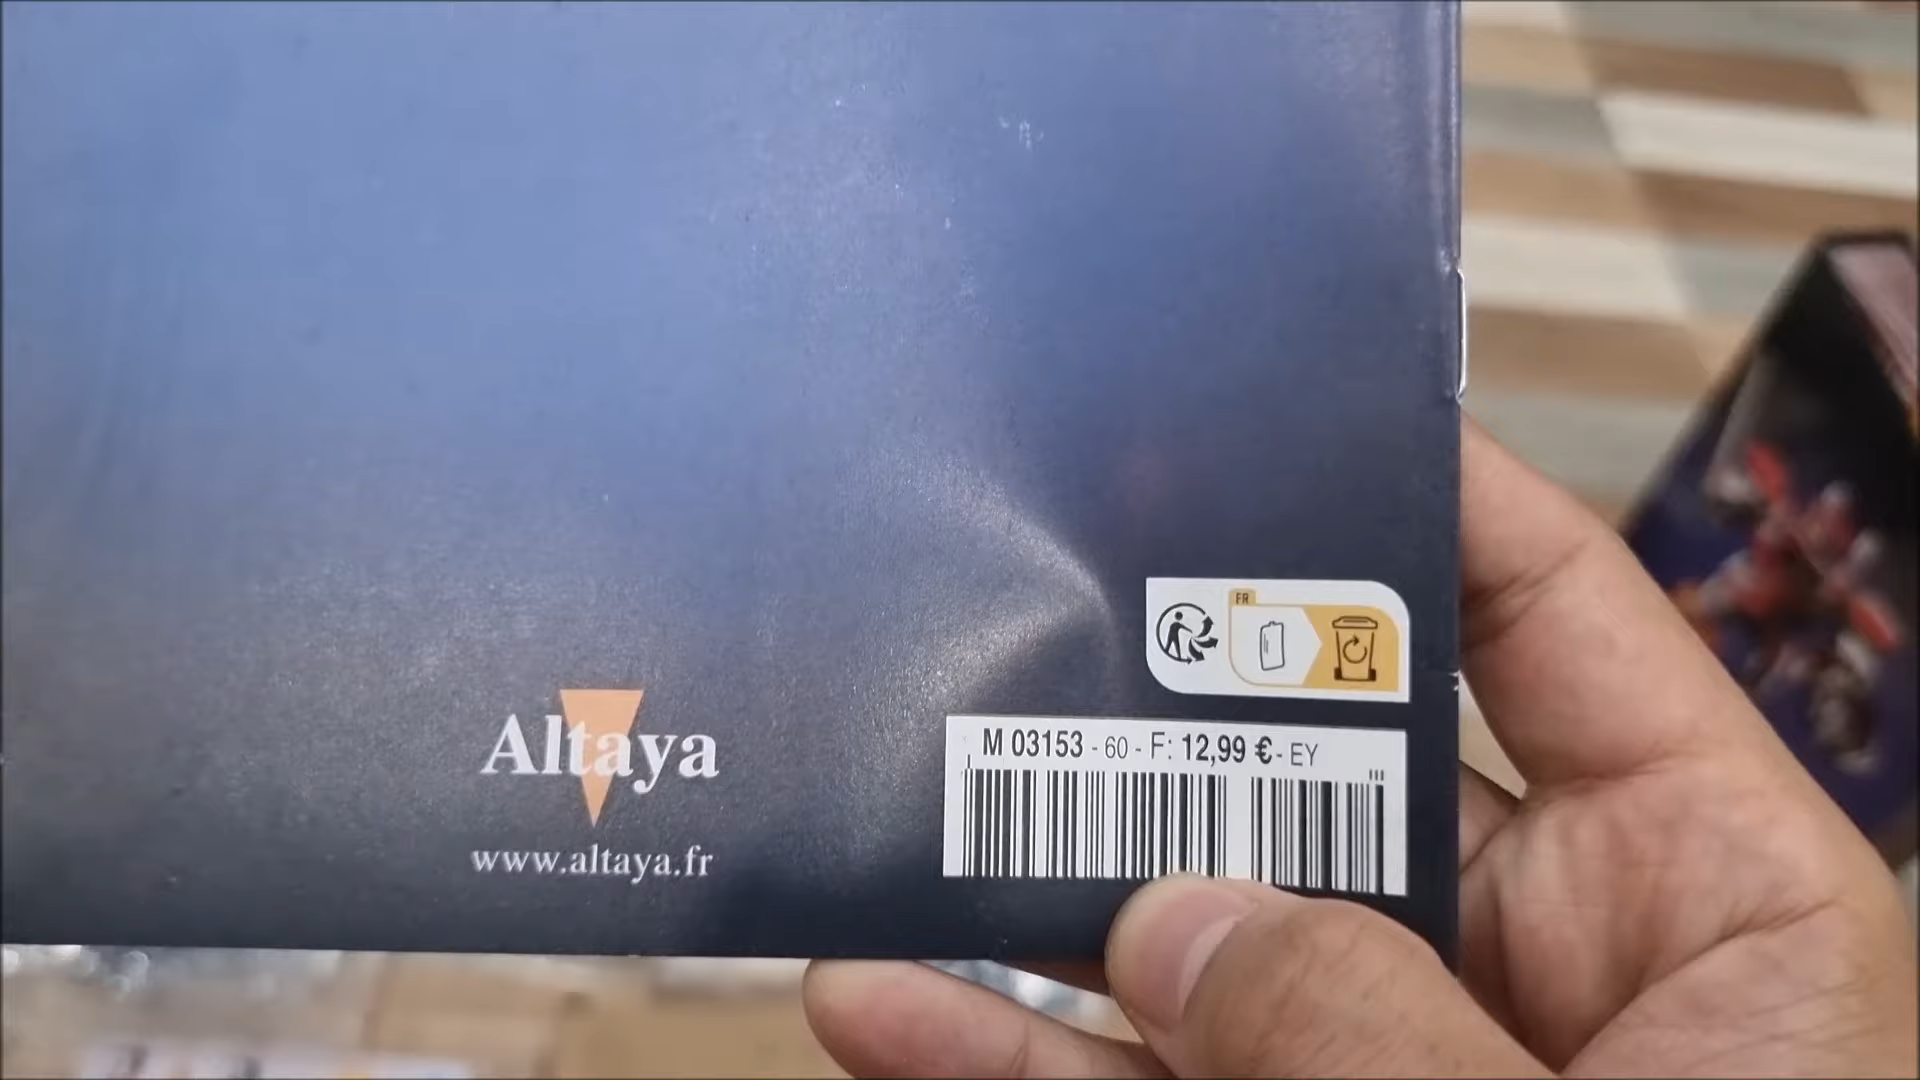 FR
M 03153 - 60 - F: 12,99 € - EY
Altaya
www.altaya.fr